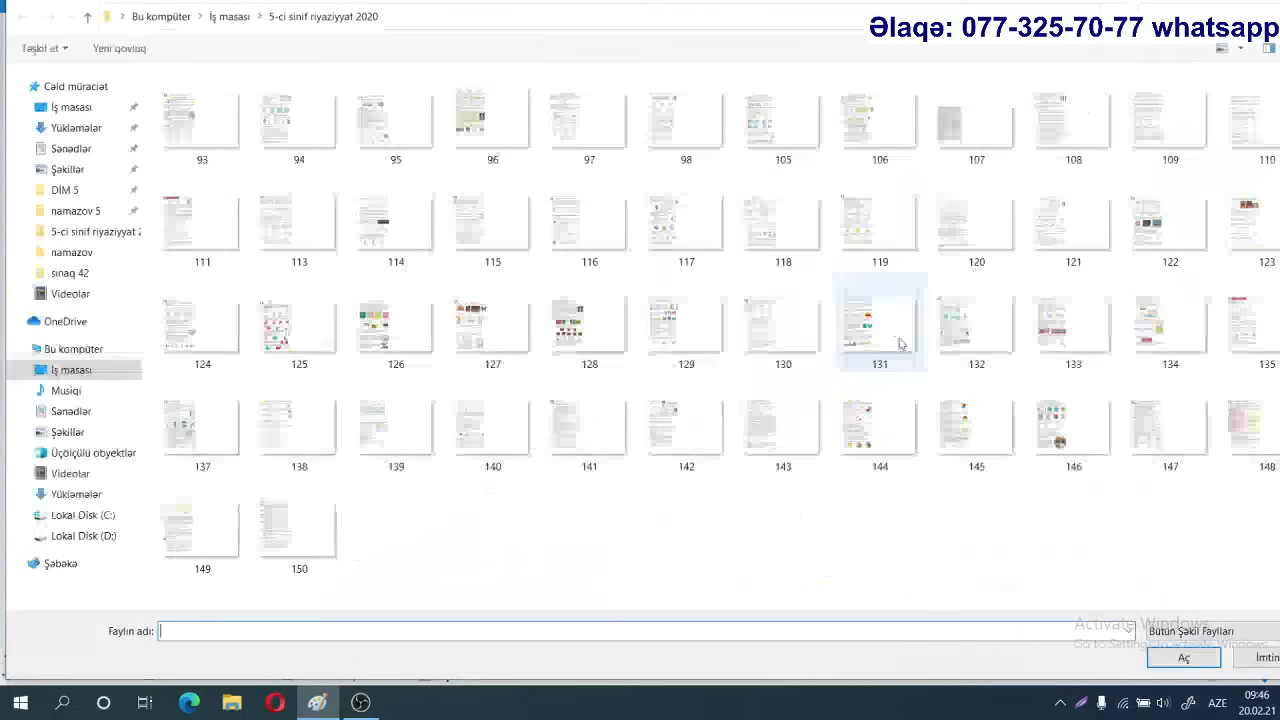 Bu kompüter > İş masası > 5-ci sinif riyaziyyat 2020
Əlaqə: 077-325-70-77 whatsapp
Təşkil et
Yeni qovluq
Cəld müraciət
İş masası
Yükləmələr
Sənədlər
Şəkillər
DİM 5
namazov 5
5-ci sinif riyaziyyat 2
namazov
sınaq 42
Videolar
OneDrive
Bu kompüter
İş masası
Musiqi
Sənədlər
Şəkillər
Üçölçülü obyektlər
Videolar
Yükləmələr
Lokal Disk (C:)
Lokal Disk (D:)
Şəbəkə
93 94 95 96 97 98 105 106 107 108 109 110
111 113 114 115 116 117 118 119 120 121 122 123
124 125 126 127 128 129 130 131 132 133 134 135
137 138 139 140 141 142 143 144 145 146 147 148
149 150
Faylın adı:
Bütün Şəkil Faylları
Activate Windows
Go to Settings to activate Windows.
Aç
İmtin
AZE
09:46
20.02.21